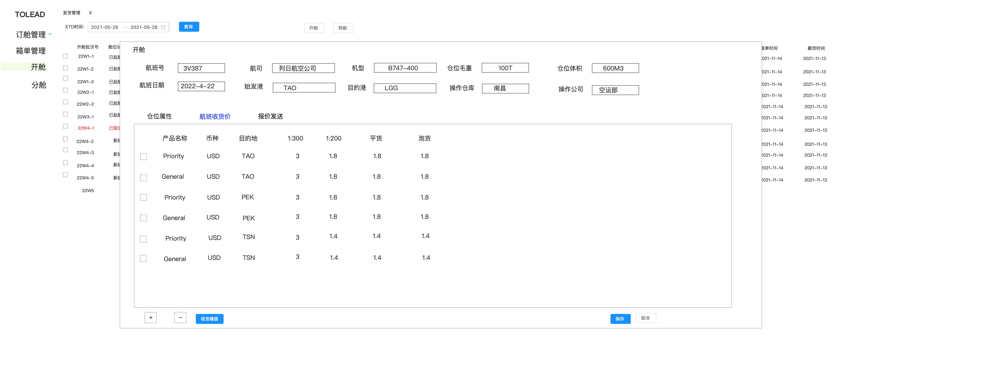 TOLEAD
发货管理 X
ETD时间: 2021-05-26 → 2021-05-26 查询 开舱 转舱
订舱管理
箱单管理
开舱
分舱
开舱批次号 舱位状 截单时间 截货时间
22W1-1 已起航 021-11-14 2021-11-13
22W1-2 已起航 021-11-14 2021-11-13
22W1-3 已起航 021-11-14 2021-11-13
22W2-1 已起航 021-11-14 2021-11-13
22W2-2 已起航 2021-11-14 2021-11-13
22W3-1 已起航 2021-11-14 2021-11-13
22W4-1 已取消 2021-11-14 2021-11-13
22W4-2 新建 2021-11-14 2021-11-13
22W4-3 新建 2021-11-14 2021-11-13
22W4-4 新建 2021-11-14 2021-11-13
22W4-5 新建 2021-11-14 2021-11-13
22W5
开舱
航班号 3V387 航司 列日航空公司 机型 B747-400 仓位毛重 100T 仓位体积 600M3
航班日期 2022-4-22 始发港 TAO 目的港 LGG 操作仓库 南昌 操作公司 空运部
仓位属性 航班收货价 报价发送
产品名称 币种 目的地 1:300 1:200 平货 泡货
Priority USD TAO 3 1.8 1.8 1.8
General USD TAO 3 1.8 1.8 1.8
Priority USD PEK 3 1.8 1.8 1.8
General USD PEK 3 1.8 1.8 1.8
Priority USD TSN 3 1.4 1.4 1.4
General USD TSN 3 1.4 1.4 1.4
+ - 收货模版 保存 取消